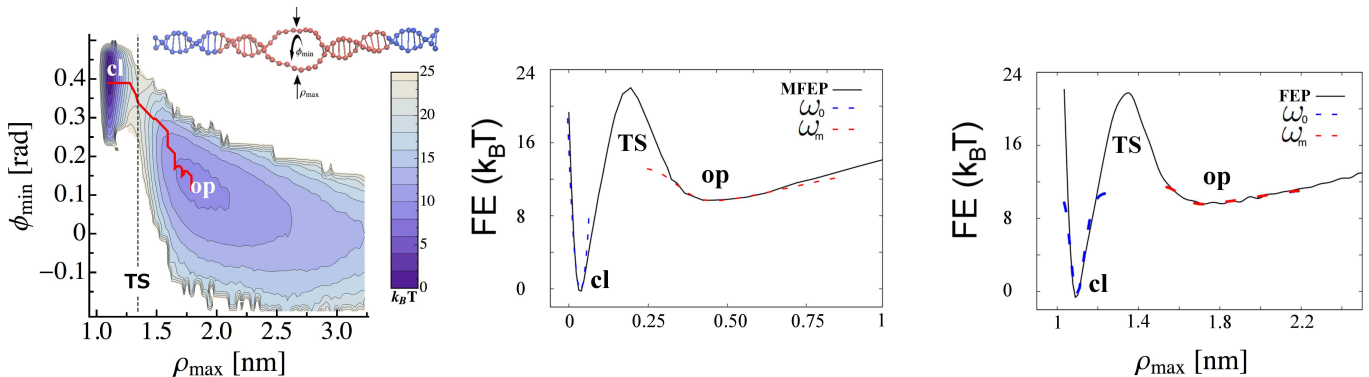 ϕmin
ρmax
cl
op
TS
0.4
0.3
0.2
0.1
0
−0.1
ϕmin [rad]
1.0
1.5
2.0
2.5
3.0
ρmax [nm]
25
20
15
10
5
0
kBT
24
16
8
0
FE (kBT)
MFEP
ω0
ωm
TS
op
cl
0
0.25
0.5
0.75
1
24
16
8
0
FE (kBT)
FEP
ω0
ωm
TS
op
cl
1
1.4
1.8
2.2
ρmax [nm]